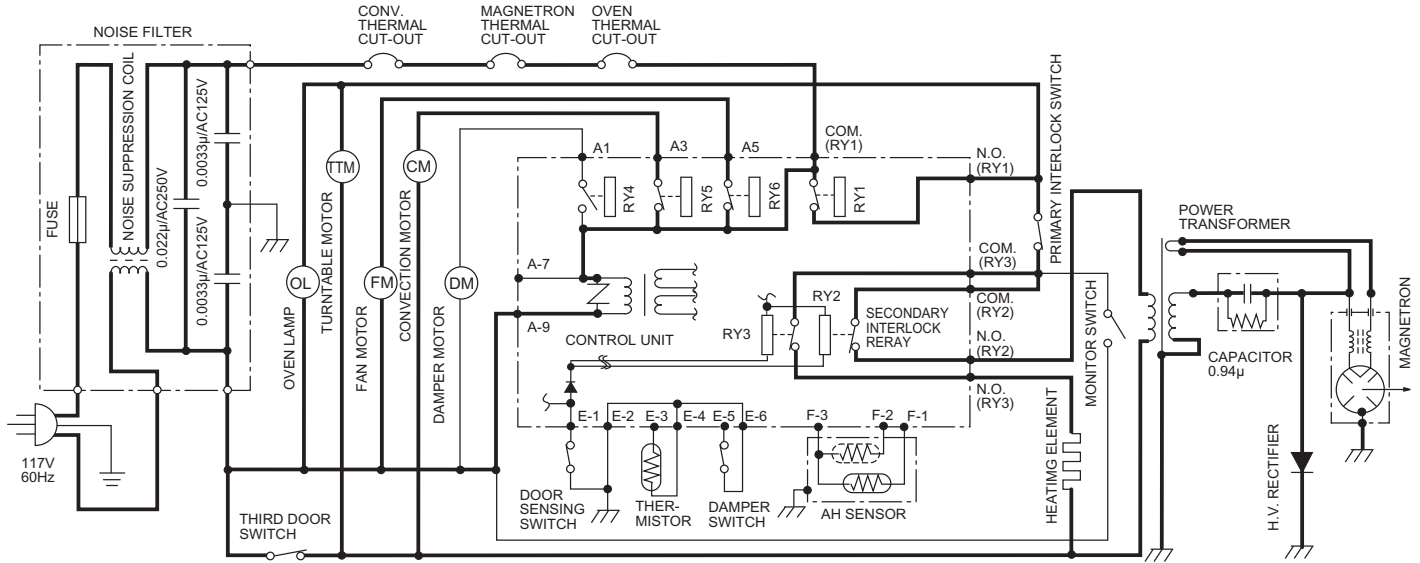 CONV.
THERMAL
CUT-OUT
MAGNETRON
THERMAL
CUT-OUT
OVEN
THERMAL
CUT-OUT
NOISE FILTER
FUSE
NOISE SUPPRESSION COIL
0.022µ/AC250V
0.0033µ/AC125V
0.0033µ/AC125V
117V
60Hz
OL
OVEN LAMP
TTM
TURNTABLE MOTOR
FM
FAN MOTOR
CM
CONVECTION MOTOR
DM
DAMPER MOTOR
THIRD DOOR
SWITCH
A1
A3
A5
COM.
(RY1)
N.O.
(RY1)
RY4
RY5
RY6
RY1
A-7
A-9
CONTROL UNIT
RY3
RY2
SECONDARY
INTERLOCK
RERAY
COM.
(RY3)
COM.
(RY2)
N.O.
(RY2)
N.O.
(RY3)
PRIMARY INTERLOCK SWITCH
MONITOR SWITCH
E-1
E-2
E-3
E-4
E-5
E-6
F-3
F-2
F-1
DOOR
SENSING
SWITCH
THER-
MISTOR
DAMPER
SWITCH
AH SENSOR
HEATIMG ELEMENT
POWER
TRANSFORMER
CAPACITOR
0.94µ
H.V. RECTIFIER
MAGNETRON